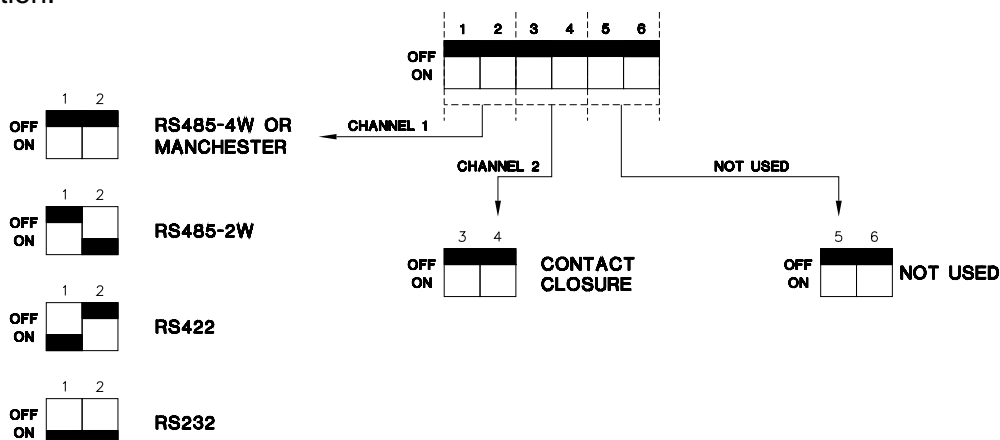 tion.
1 2 3 4 5 6
OFF
ON
CHANNEL 1
CHANNEL 2
NOT USED
1 2
OFF
ON
RS485-4W OR
MANCHESTER
1 2
OFF
ON
RS485-2W
1 2
OFF
ON
RS422
1 2
OFF
ON
RS232
3 4
OFF
ON
CONTACT
CLOSURE
5 6
OFF
ON
NOT USED